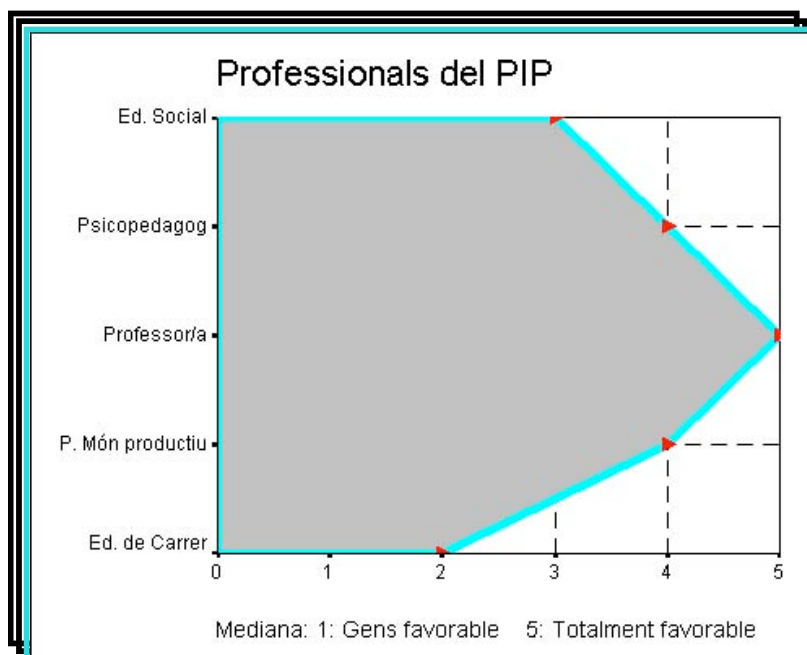 Professionals del PIP
Ed. Social
Psicopedagog
Professor/a
P. Món productiu
Ed. de Carrer
0 1 2 3 4 5
Mediana: 1: Gens favorable 5: Totalment favorable